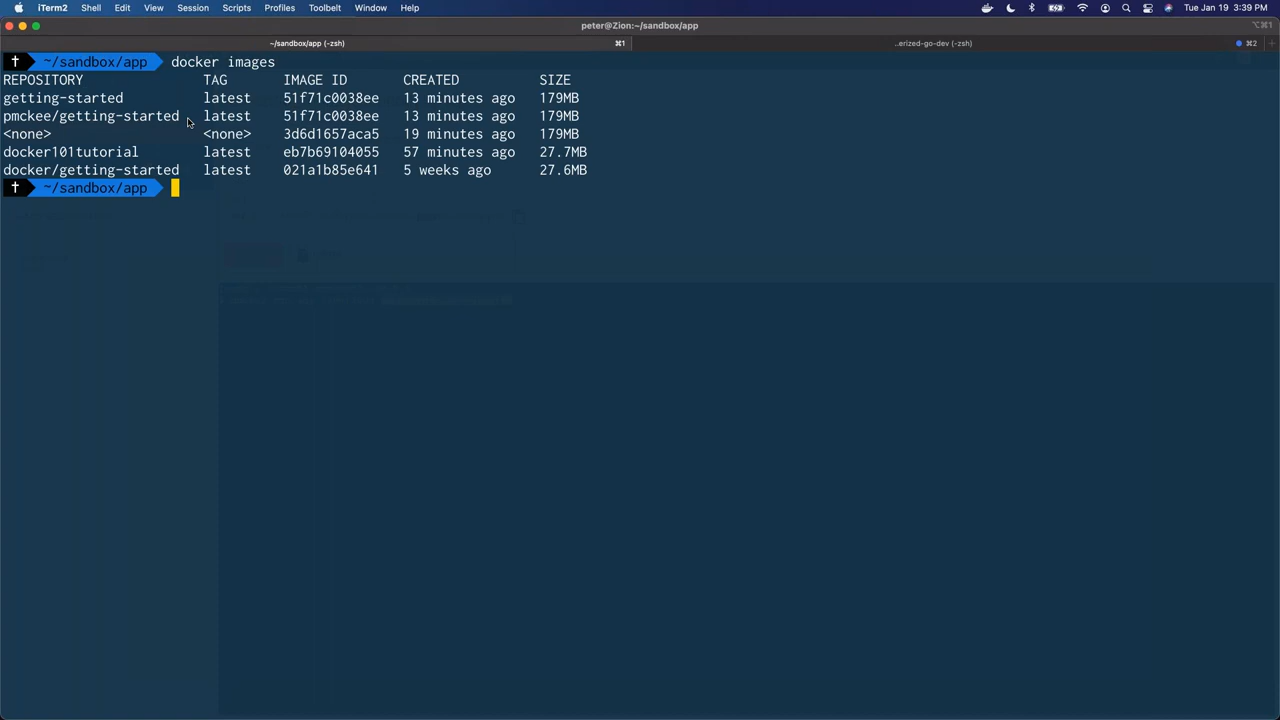 iTerm2 Shell Edit View Session Scripts Profiles Toolbelt Window Help Tue Jan 19 3:39 PM
peter@Zion:~/sandbox/app ⌥⌘1
~/sandbox/app (-zsh) ⌘1 ..erized-go-dev (-zsh) ⌘2
† ~/sandbox/app docker images
REPOSITORY TAG IMAGE ID CREATED SIZE
getting-started latest 51f71c0038ee 13 minutes ago 179MB
pmckee/getting-started latest 51f71c0038ee 13 minutes ago 179MB
<none> <none> 3d6d1657aca5 19 minutes ago 179MB
docker101tutorial latest eb7b69104055 57 minutes ago 27.7MB
docker/getting-started latest 021a1b85e641 5 weeks ago 27.6MB
† ~/sandbox/app